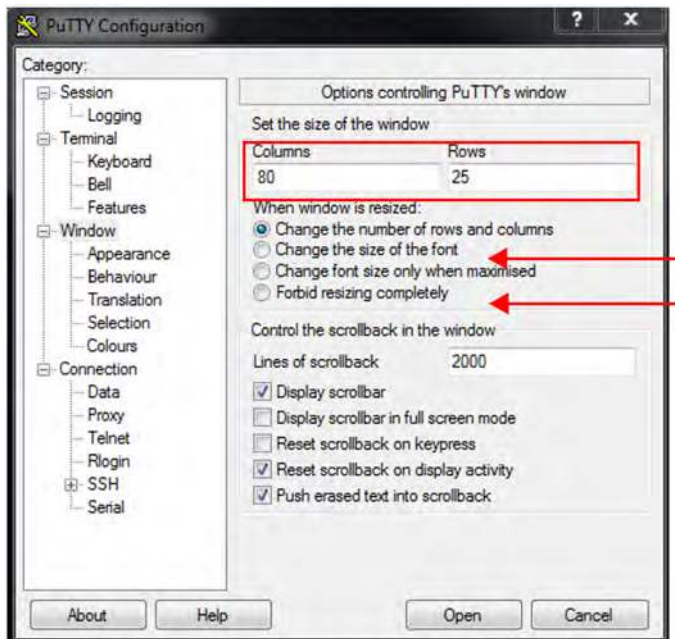 PuTTY Configuration
? x
Category:
Session
Logging
Terminal
Keyboard
Bell
Features
Window
Appearance
Behaviour
Translation
Selection
Colours
Connection
Data
Proxy
Telnet
Rlogin
SSH
Serial
Options controlling PuTTY's window
Set the size of the window
Columns Rows
80 25
When window is resized:
Change the number of rows and columns
Change the size of the font
Change font size only when maximised
Forbid resizing completely
Control the scrollback in the window
Lines of scrollback 2000
Display scrollbar
Display scrollbar in full screen mode
Reset scrollback on keypress
Reset scrollback on display activity
Push erased text into scrollback
About Help Open Cancel